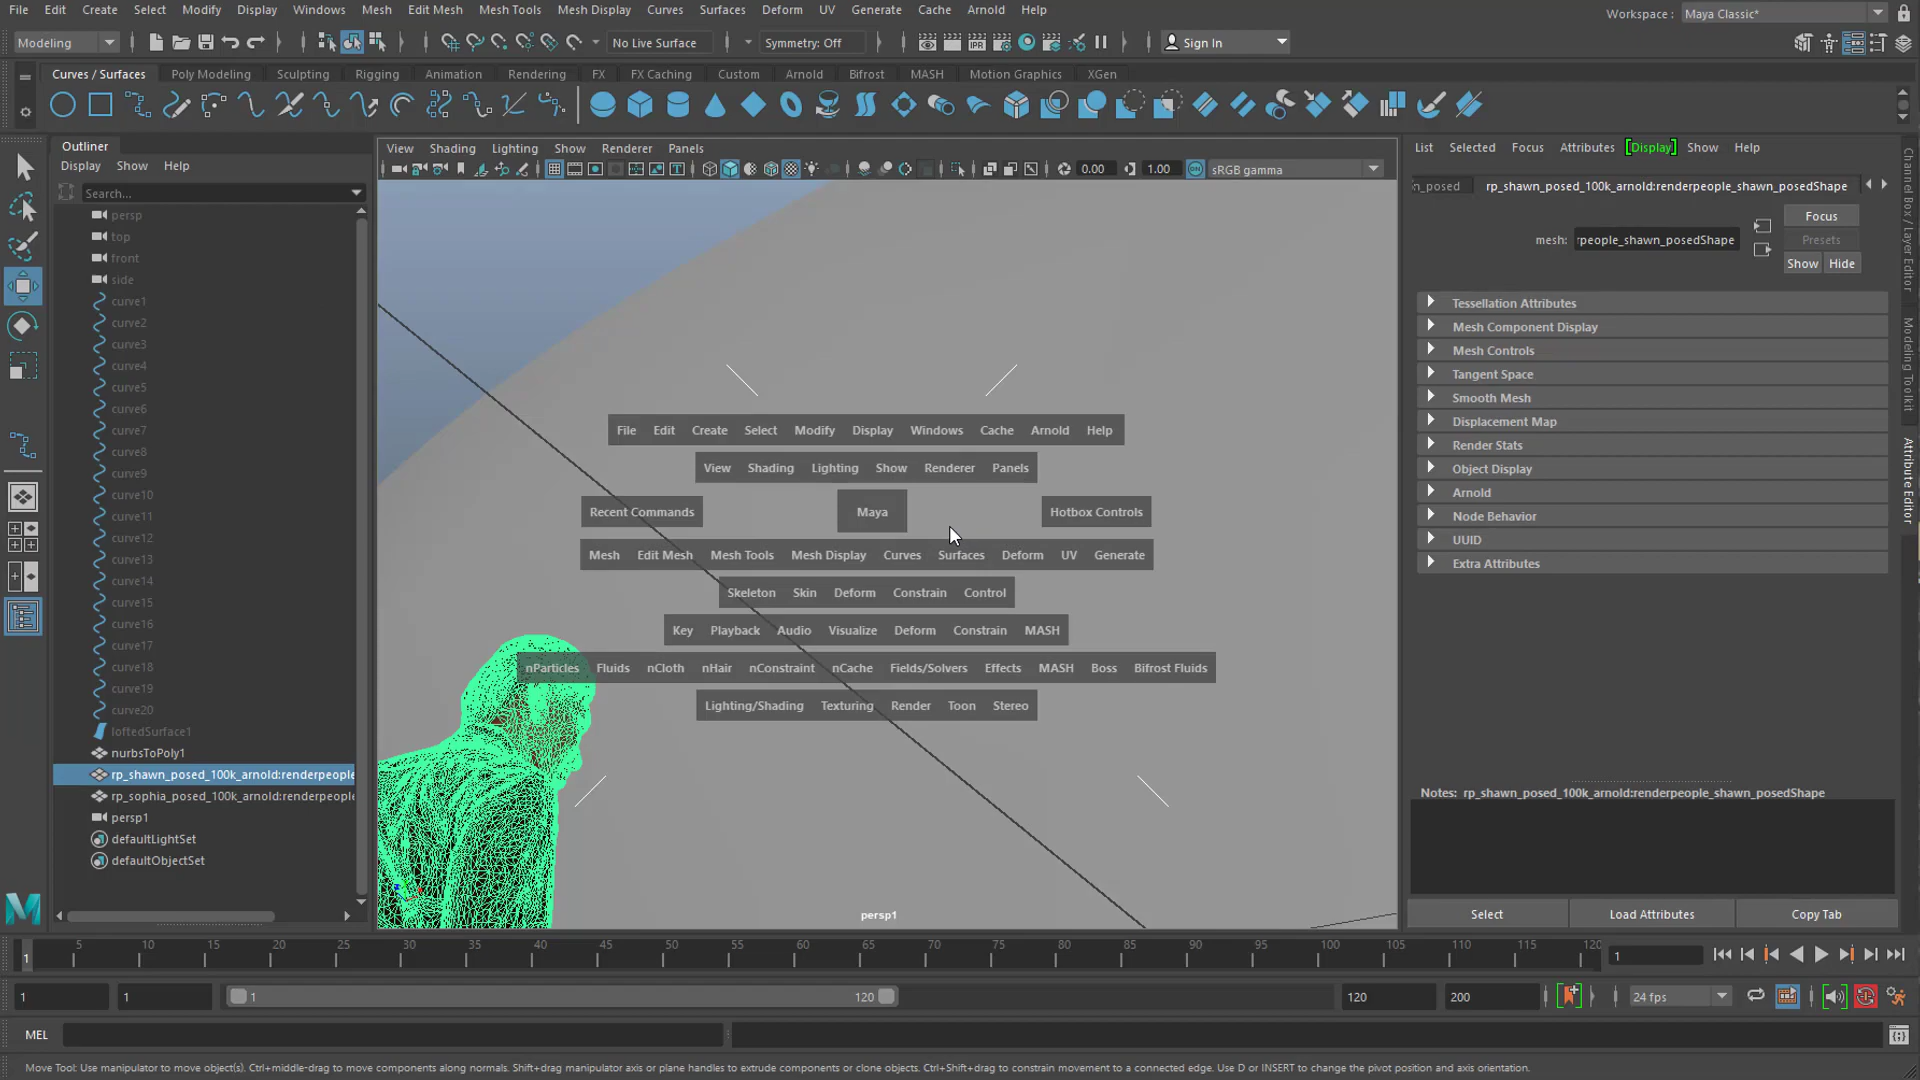 File Edit Create Select Modify Display Windows Mesh Edit Mesh Mesh Tools Mesh Display Curves Surfaces Deform UV Generate Cache Arnold Help
Workspace : Maya Classic*
Modeling No Live Surface Symmetry: Off IPR Sign In
Curves / Surfaces Poly Modeling Sculpting Rigging Animation Rendering FX FX Caching Custom Arnold Bifrost MASH Motion Graphics XGen
Outliner
Display Show Help
Search...
persp
top
front
side
curve1
curve2
curve3
curve4
curve5
curve6
curve7
curve8
curve9
curve10
curve11
curve12
curve13
curve14
curve15
curve16
curve17
curve18
curve19
curve20
loftedSurface1
nurbsToPoly1
rp_shawn_posed_100k_arnold:renderpeople
rp_sophia_posed_100k_arnold:renderpeople
persp1
defaultLightSet
defaultObjectSet
View Shading Lighting Show Renderer Panels
0.00 1.00 ON sRGB gamma
File Edit Create Select Modify Display Windows Cache Arnold Help
View Shading Lighting Show Renderer Panels
Recent Commands Maya Hotbox Controls
Mesh Edit Mesh Mesh Tools Mesh Display Curves Surfaces Deform UV Generate
Skeleton Skin Deform Constrain Control
Key Playback Audio Visualize Deform Constrain MASH
nParticles Fluids nCloth nHair nConstraint nCache Fields/Solvers Effects MASH Boss Bifrost Fluids
Lighting/Shading Texturing Render Toon Stereo
persp1
List Selected Focus Attributes [Display] Show Help
n_posed rp_shawn_posed_100k_arnold:renderpeople_shawn_posedShape
mesh: people_shawn_posedShape
Focus
Presets
Show Hide
Tessellation Attributes
Mesh Component Display
Mesh Controls
Tangent Space
Smooth Mesh
Displacement Map
Render Stats
Object Display
Arnold
Node Behavior
UUID
Extra Attributes
Notes: rp_shawn_posed_100k_arnold:renderpeople_shawn_posedShape
Select Load Attributes Copy Tab
Channel Box / Layer Editor
Modeling Toolkit
Attribute Editor
1 5 10 15 20 25 30 35 40 45 50 55 60 65 70 75 80 85 90 95 100 105 110 115 120 1
1 1 1 120 120 200 24 fps
MEL
Move Tool: Use manipulator to move object(s). Ctrl+middle-drag to move components along normals. Shift+drag manipulator axis or plane handles to extrude components or clone objects. Ctrl+Shift+drag to constrain movement to a connected edge. Use D or INSERT to change the pivot position and axis orientation.